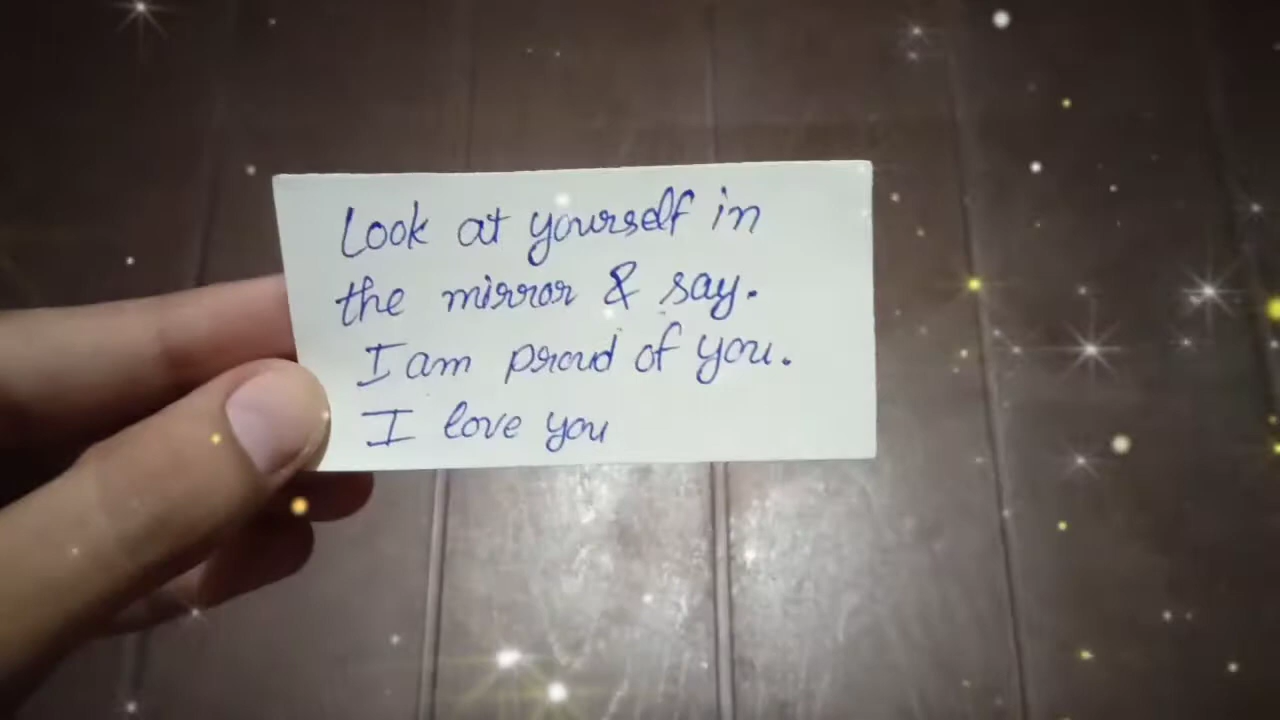 Look at yourself in
the mirror & say.
I am proud of you.
I love you